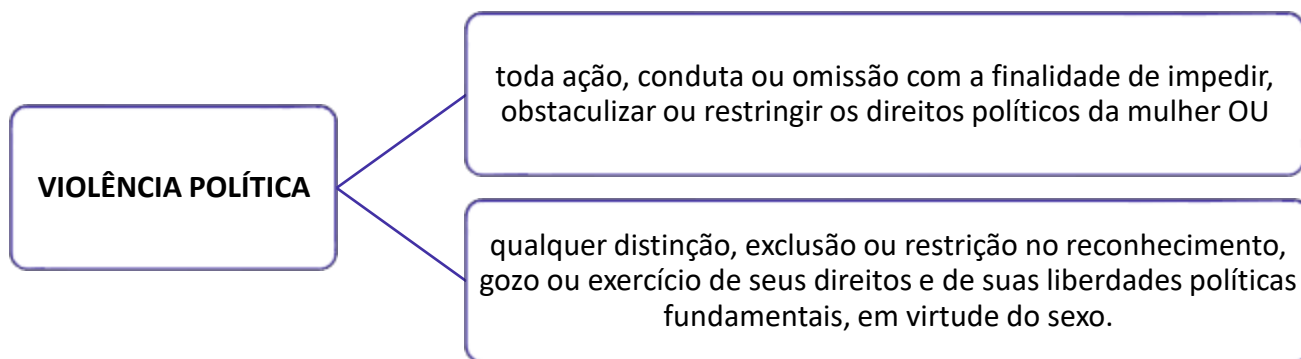 VIOLÊNCIA POLÍTICA
toda ação, conduta ou omissão com a finalidade de impedir,
obstaculizar ou restringir os direitos políticos da mulher OU
qualquer distinção, exclusão ou restrição no reconhecimento,
gozo ou exercício de seus direitos e de suas liberdades políticas
fundamentais, em virtude do sexo.